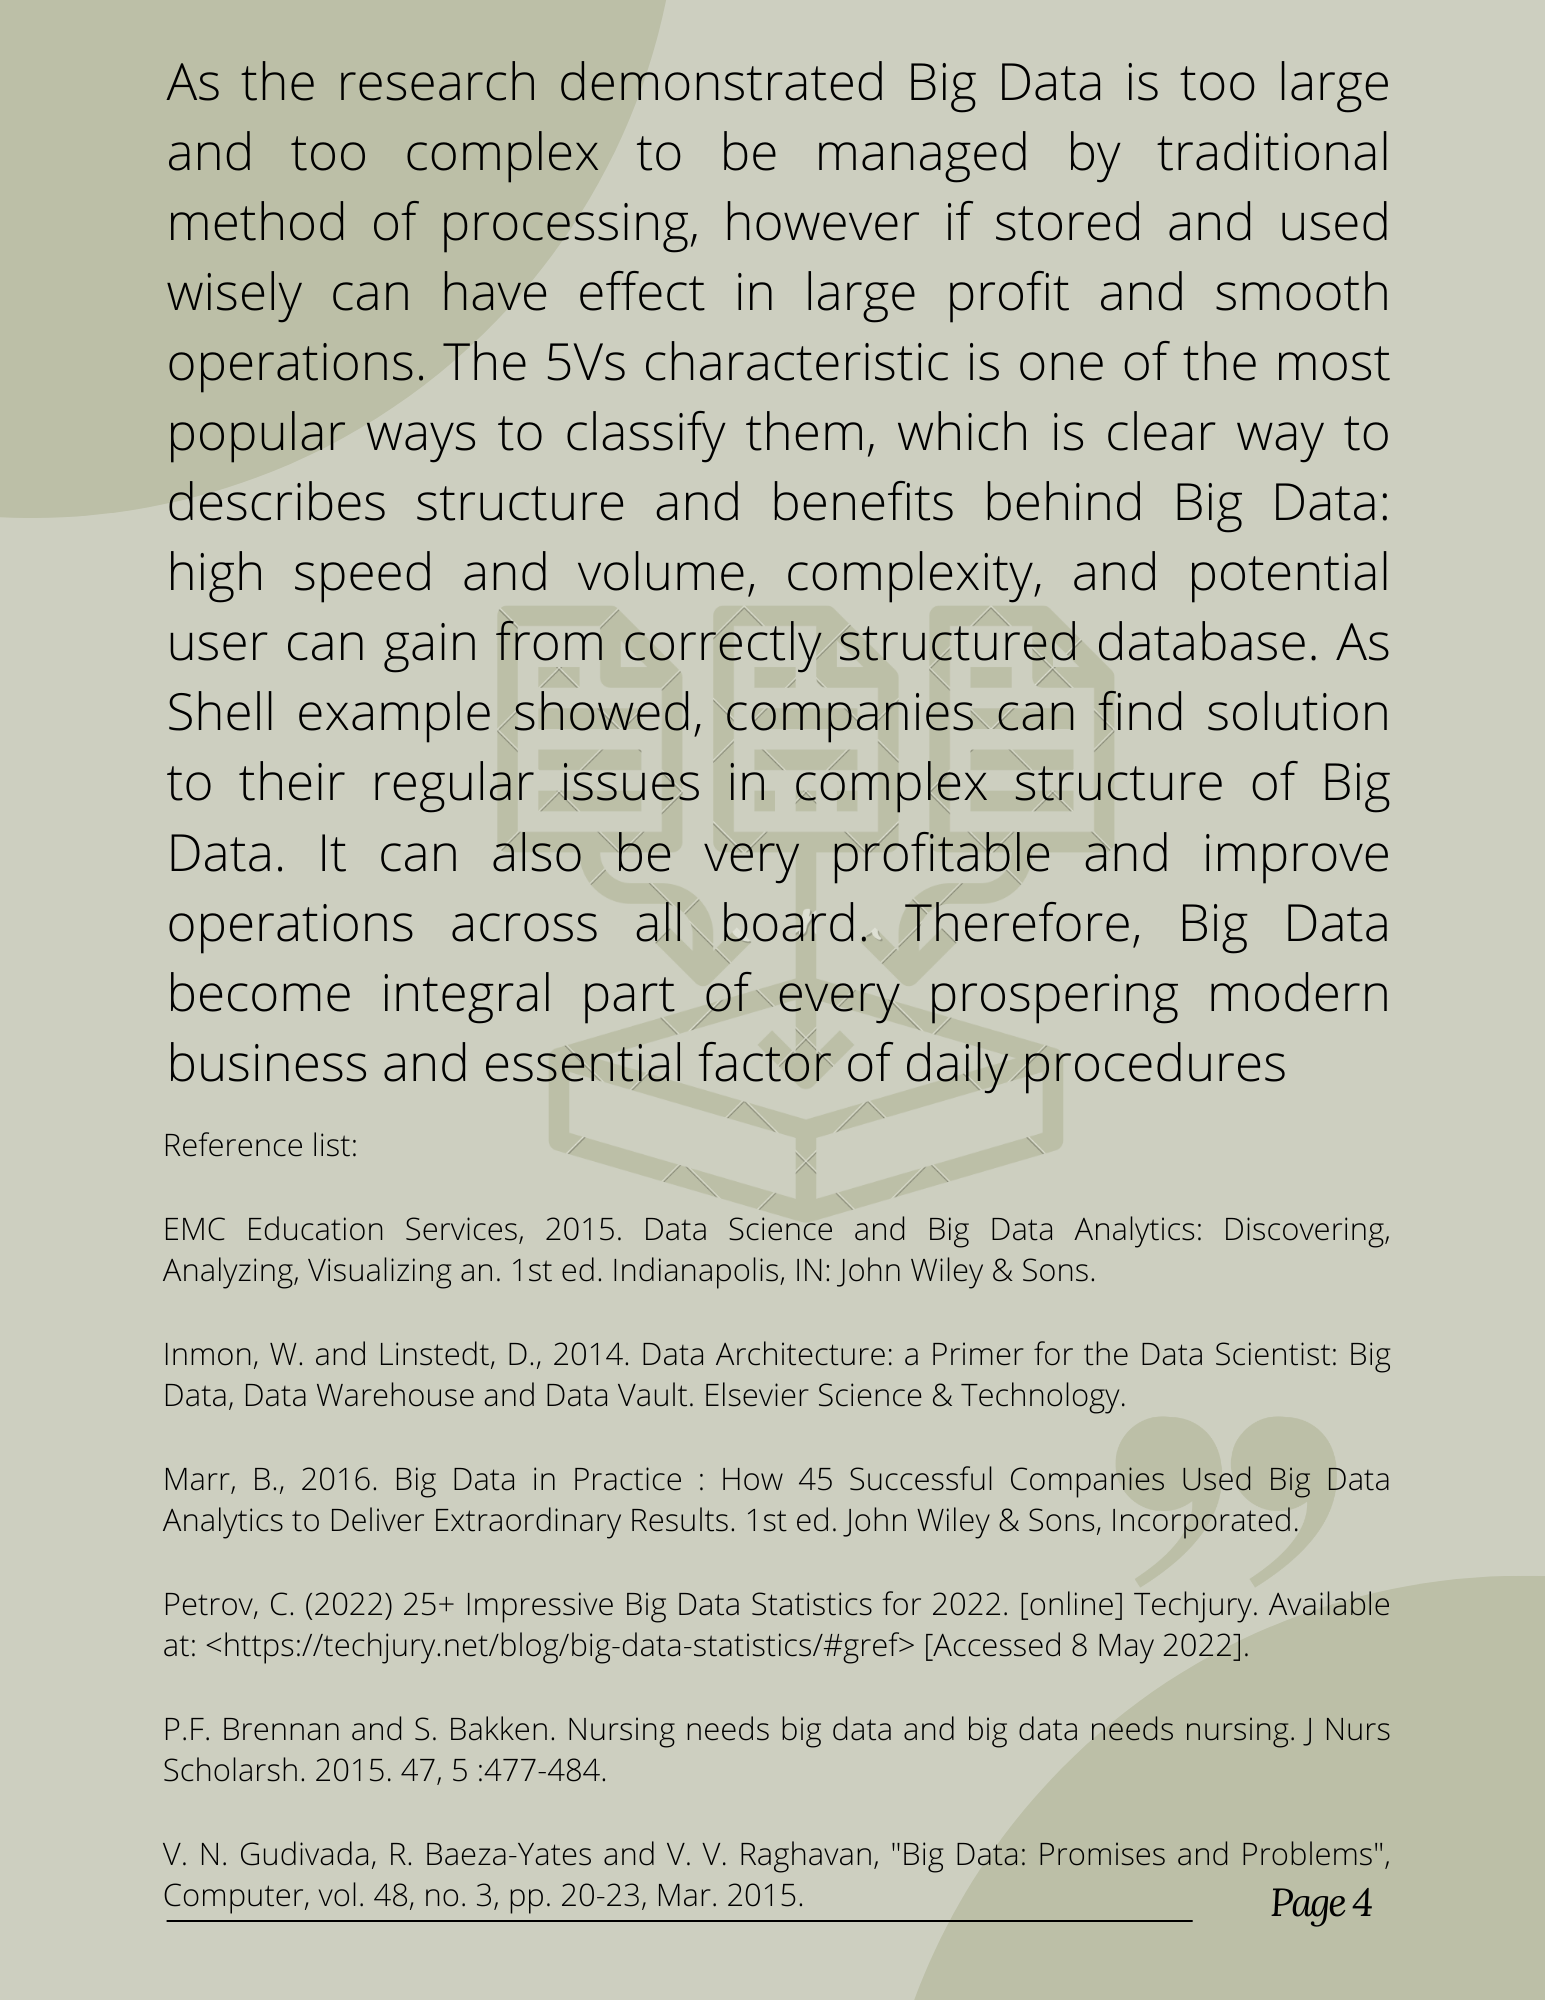 As the research demonstrated Big Data is too large
and too complex to be managed by traditional
method of processing, however if stored and used
wisely can have effect in large profit and smooth
operations. The 5Vs characteristic is one of the most
popular ways to classify them, which is clear way to
describes structure and benefits behind Big Data:
high speed and volume, complexity, and potential
user can gain from correctly structured database. As
Shell example showed, companies can find solution
to their regular issues in complex structure of Big
Data. It can also be very profitable and improve
operations across all board. Therefore, Big Data
become integral part of every prospering modern
business and essential factor of daily procedures
Reference list:
EMC Education Services, 2015. Data Science and Big Data Analytics: Discovering,
Analyzing, Visualizing an. 1st ed. Indianapolis, IN: John Wiley & Sons.
Inmon, W. and Linstedt, D., 2014. Data Architecture: a Primer for the Data Scientist: Big
Data, Data Warehouse and Data Vault. Elsevier Science & Technology.
Marr, B., 2016. Big Data in Practice : How 45 Successful Companies Used Big Data
Analytics to Deliver Extraordinary Results. 1st ed. John Wiley & Sons, Incorporated.
Petrov, C. (2022) 25+ Impressive Big Data Statistics for 2022. [online] Techjury. Available
at: <https://techjury.net/blog/big-data-statistics/#gref> [Accessed 8 May 2022].
P.F. Brennan and S. Bakken. Nursing needs big data and big data needs nursing. J Nurs
Scholarsh. 2015. 47, 5 :477-484.
V. N. Gudivada, R. Baeza-Yates and V. V. Raghavan, "Big Data: Promises and Problems",
Computer, vol. 48, no. 3, pp. 20-23, Mar. 2015.
Page 4